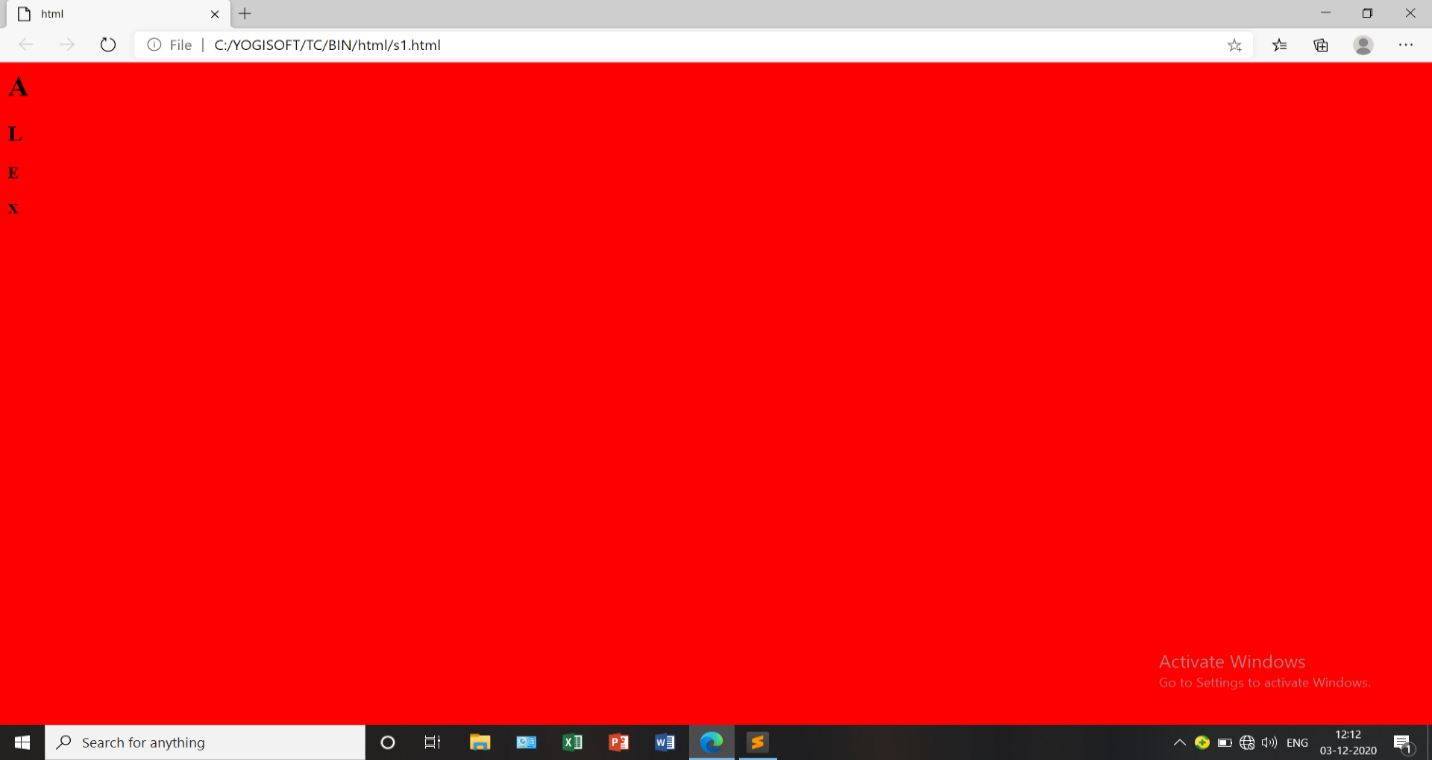 html
File | C:/YOGISOFT/TC/BIN/html/s1.html
A
L
E
X
Activate Windows
Go to Settings to activate Windows.
Search for anything
ENG
12:12
03-12-2020
1